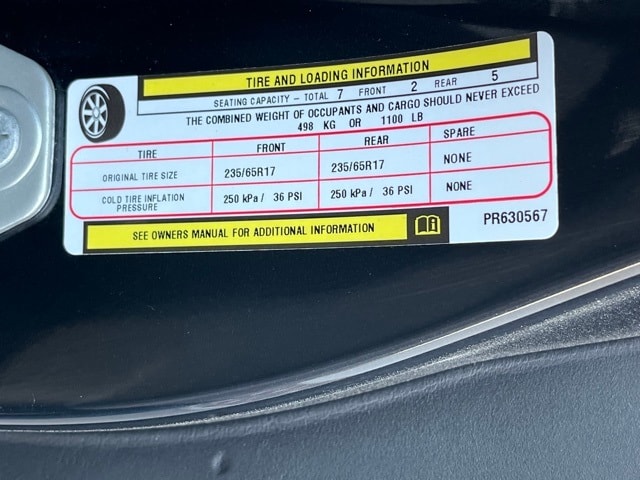 TIRE AND LOADING INFORMATION
SEATING CAPACITY – TOTAL 7 FRONT 2 REAR 5
THE COMBINED WEIGHT OF OCCUPANTS AND CARGO SHOULD NEVER EXCEED
498 KG OR 1100 LB
TIRE FRONT REAR SPARE
ORIGINAL TIRE SIZE 235/65R17 235/65R17 NONE
COLD TIRE INFLATION PRESSURE 250 kPa / 36 PSI 250 kPa / 36 PSI NONE
SEE OWNERS MANUAL FOR ADDITIONAL INFORMATION i PR630567